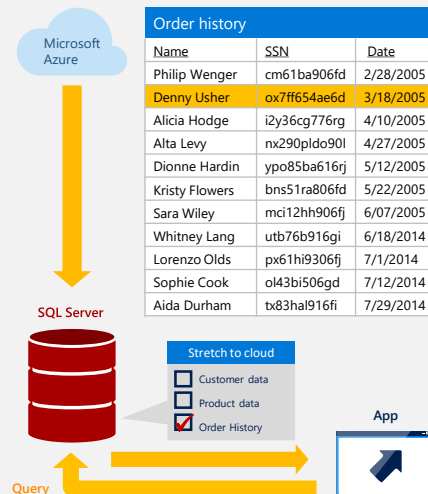 Microsoft
Azure
Order history
Name SSN Date
Philip Wenger cm61ba906fd 2/28/2005
Denny Usher ox7ff654ae6d 3/18/2005
Alicia Hodge i2y36cg776rg 4/10/2005
Alta Levy nx290pldo90l 4/27/2005
Dionne Hardin ypo85ba616rj 5/12/2005
Kristy Flowers bns51ra806fd 5/22/2005
Sara Wiley mci12hh906fj 6/07/2005
Whitney Lang utb76b916gi 6/18/2014
Lorenzo Olds px61hi9306fj 7/1/2014
Sophie Cook ol43bi506gd 7/12/2014
Aida Durham tx83hal916fi 7/29/2014
SQL Server
Stretch to cloud
Customer data
Product data
Order History
App
Query